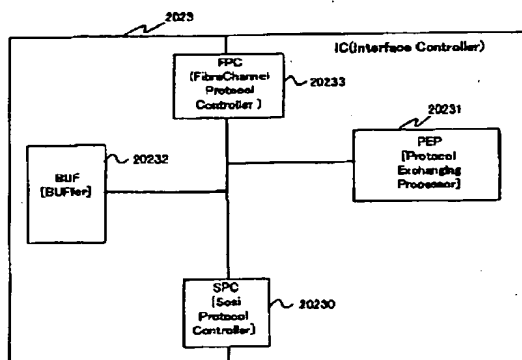 2023
IC(Interface Controller)
FPC
(FibreChannel
Protocol
Controller )
20233
20231
PEP
[Protocol
Exchanging
Processor]
20232
BUF
[BUFfer]
SPC
[Scsi
Protocol
Controller]
20230